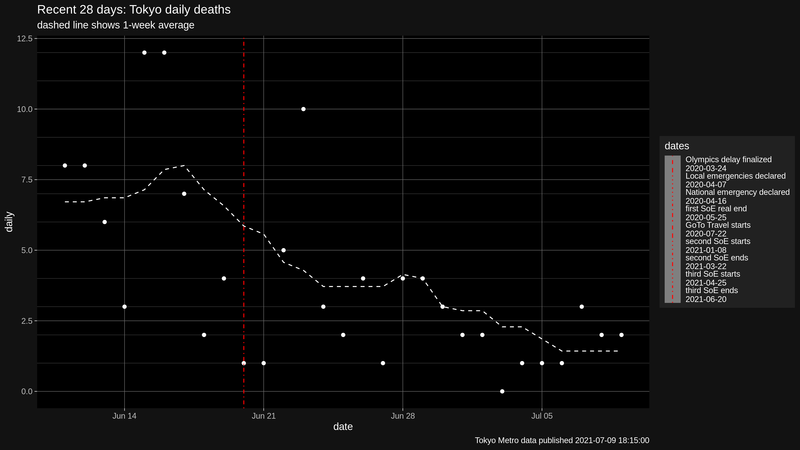 Recent 28 days: Tokyo daily deaths
dashed line shows 1-week average
12.5
10.0
7.5
5.0
2.5
0.0
daily
Jun 14
Jun 21
Jun 28
Jul 05
date
Tokyo Metro data published 2021-07-09 18:15:00
dates
Olympics delay finalized
2020-03-24
Local emergencies declared
2020-04-07
National emergency declared
2020-04-16
first SoE real end
2020-05-25
GoTo Travel starts
2020-07-22
second SoE starts
2021-01-08
second SoE ends
2021-03-22
third SoE starts
2021-04-25
third SoE ends
2021-06-20